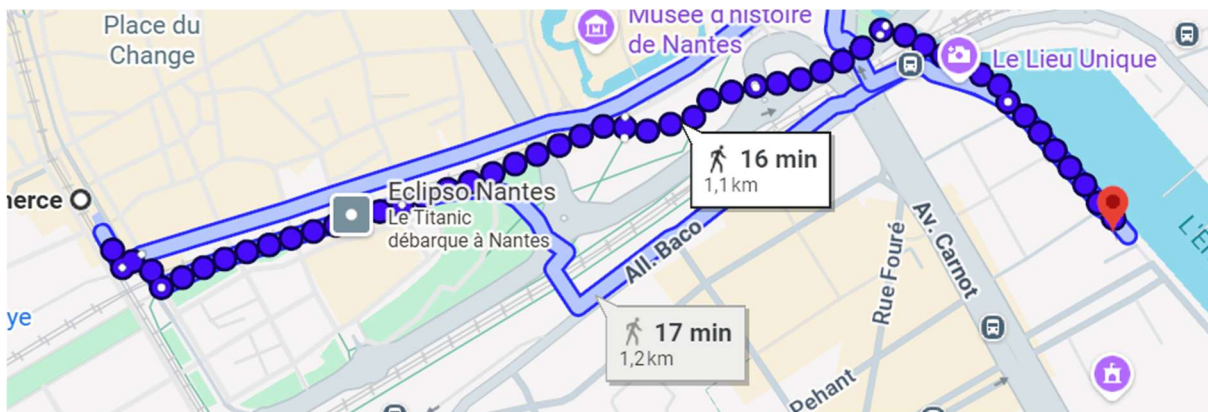 Place du
Change
Musée d'histoire
de Nantes
Le Lieu Unique
16 min
1,1 km
merce
Eclipso Nantes
Le Titanic
débarque à Nantes
All. Baco
Rue Fouré
Av. Carnot
L'E
ye
17 min
1,2 km
Pehant